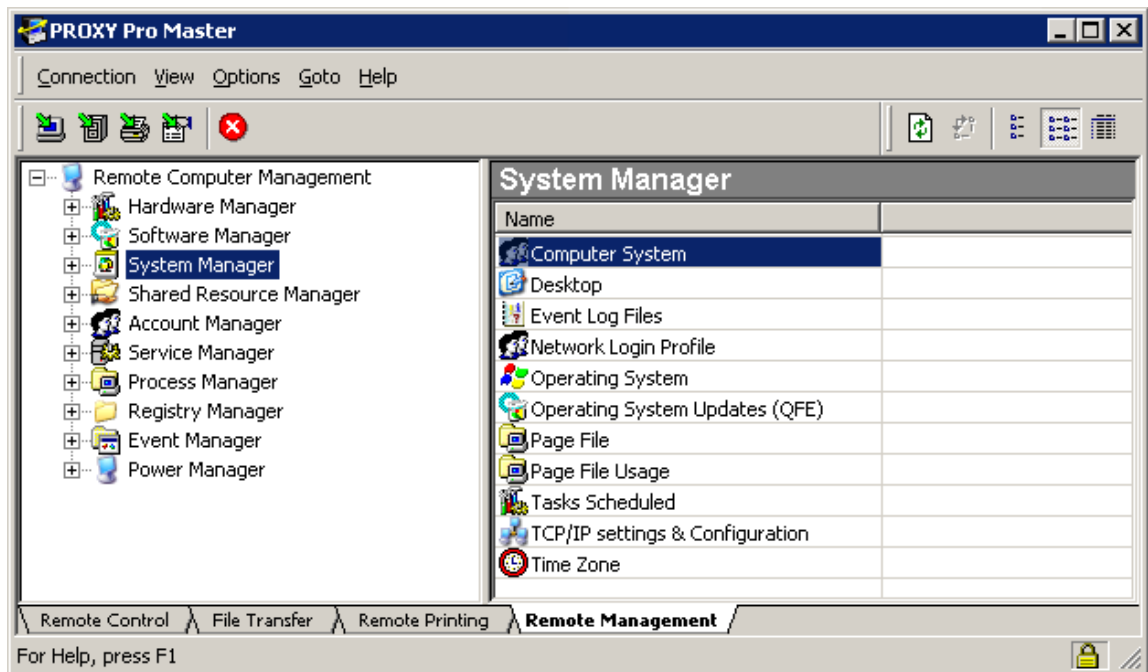 PROXY Pro Master
Connection View Options Goto Help
Remote Computer Management
Hardware Manager
Software Manager
System Manager
Shared Resource Manager
Account Manager
Service Manager
Process Manager
Registry Manager
Event Manager
Power Manager
System Manager
Name
Computer System
Desktop
Event Log Files
Network Login Profile
Operating System
Operating System Updates (QFE)
Page File
Page File Usage
Tasks Scheduled
TCP/IP settings & Configuration
Time Zone
Remote Control File Transfer Remote Printing Remote Management
For Help, press F1